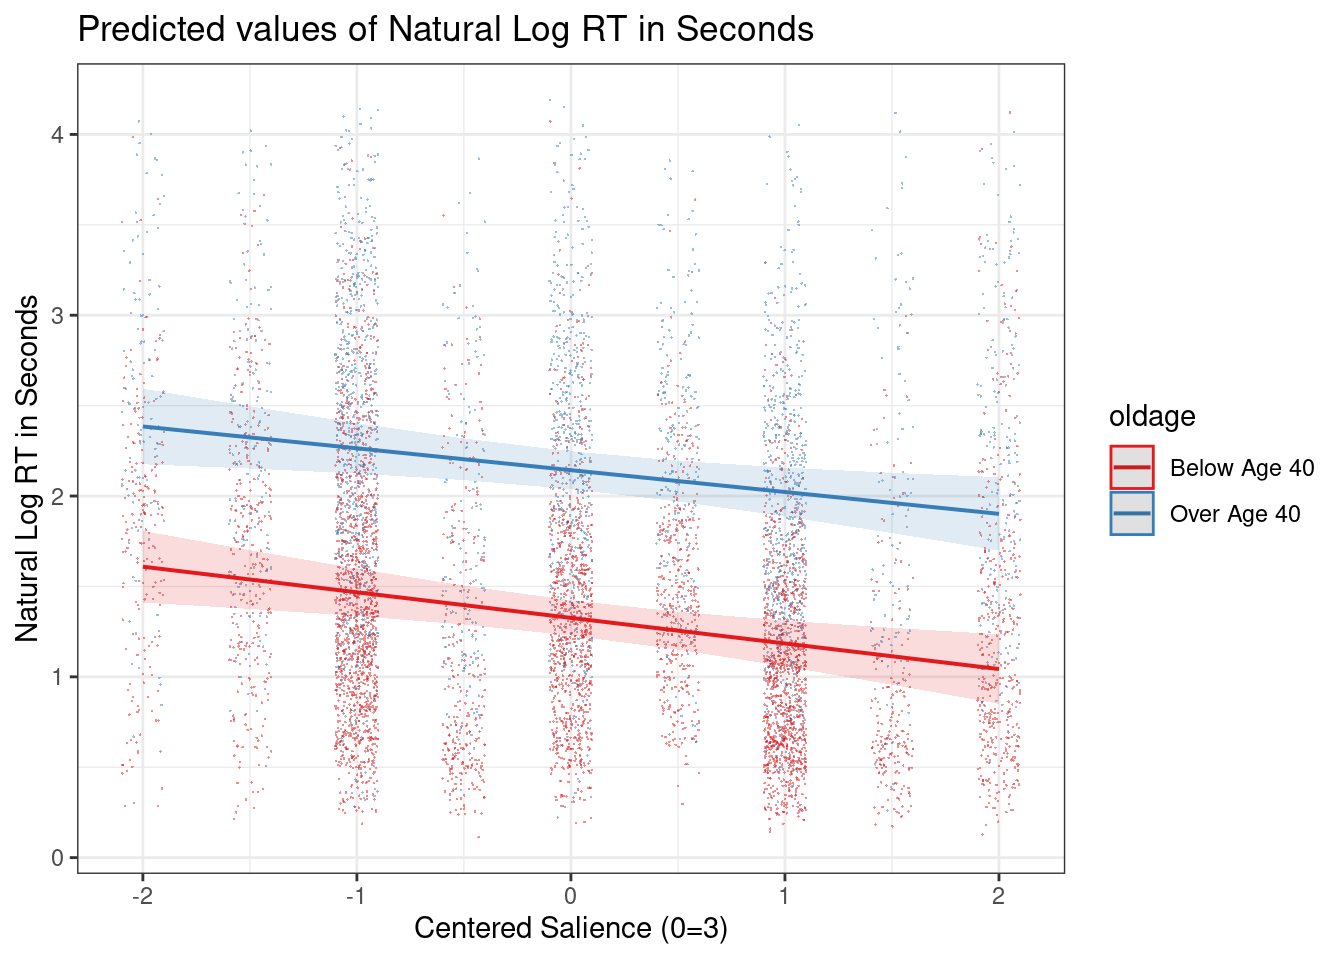 Predicted values of Natural Log RT in Seconds
4
3
2
1
0
Natural Log RT in Seconds
-2
-1
0
1
2
Centered Salience (0=3)
oldage
Below Age 40
Over Age 40